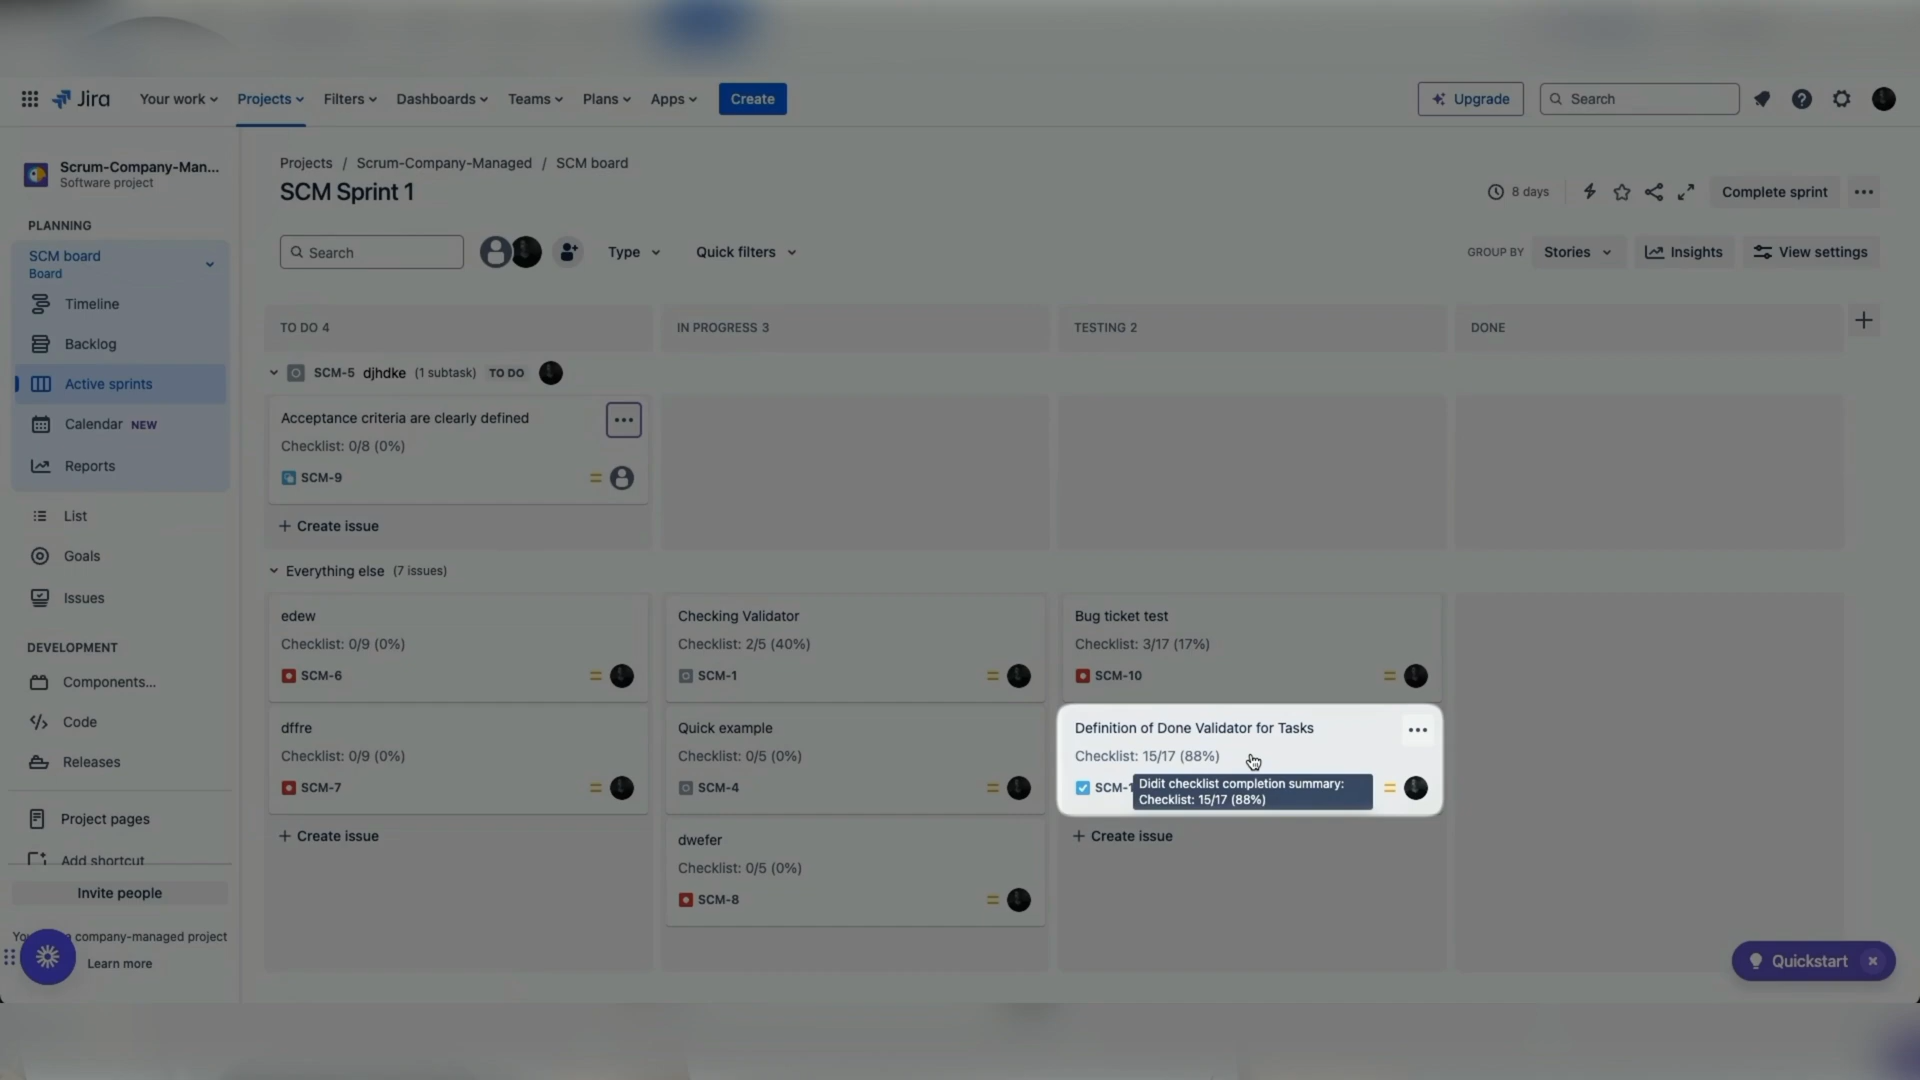 Jira
Your work
Projects
Filters
Dashboards
Teams
Plans
Apps
Create
Upgrade
Search
Scrum-Company-Man...
Software project
PLANNING
SCM board
Board
Timeline
Backlog
Active sprints
Calendar NEW
Reports
List
Goals
Issues
DEVELOPMENT
Components...
Code
Releases
Project pages
Add shortcut
Invite people
company-managed project
Learn more
Projects / Scrum-Company-Managed / SCM board
SCM Sprint 1
8 days
Complete sprint
Search
Type
Quick filters
GROUP BY
Stories
Insights
View settings
TO DO 4
IN PROGRESS 3
TESTING 2
DONE
SCM-5 djhdke (1 subtask) TO DO
Acceptance criteria are clearly defined
Checklist: 0/8 (0%)
SCM-9
+ Create issue
Everything else (7 issues)
edew
Checklist: 0/9 (0%)
SCM-6
dffre
Checklist: 0/9 (0%)
SCM-7
+ Create issue
Checking Validator
Checklist: 2/5 (40%)
SCM-1
Quick example
Checklist: 0/5 (0%)
SCM-4
dwefer
Checklist: 0/5 (0%)
SCM-8
Bug ticket test
Checklist: 3/17 (17%)
SCM-10
Definition of Done Validator for Tasks
Checklist: 15/17 (88%)
SCM-1
Didit checklist completion summary:
Checklist: 15/17 (88%)
+ Create issue
Quickstart